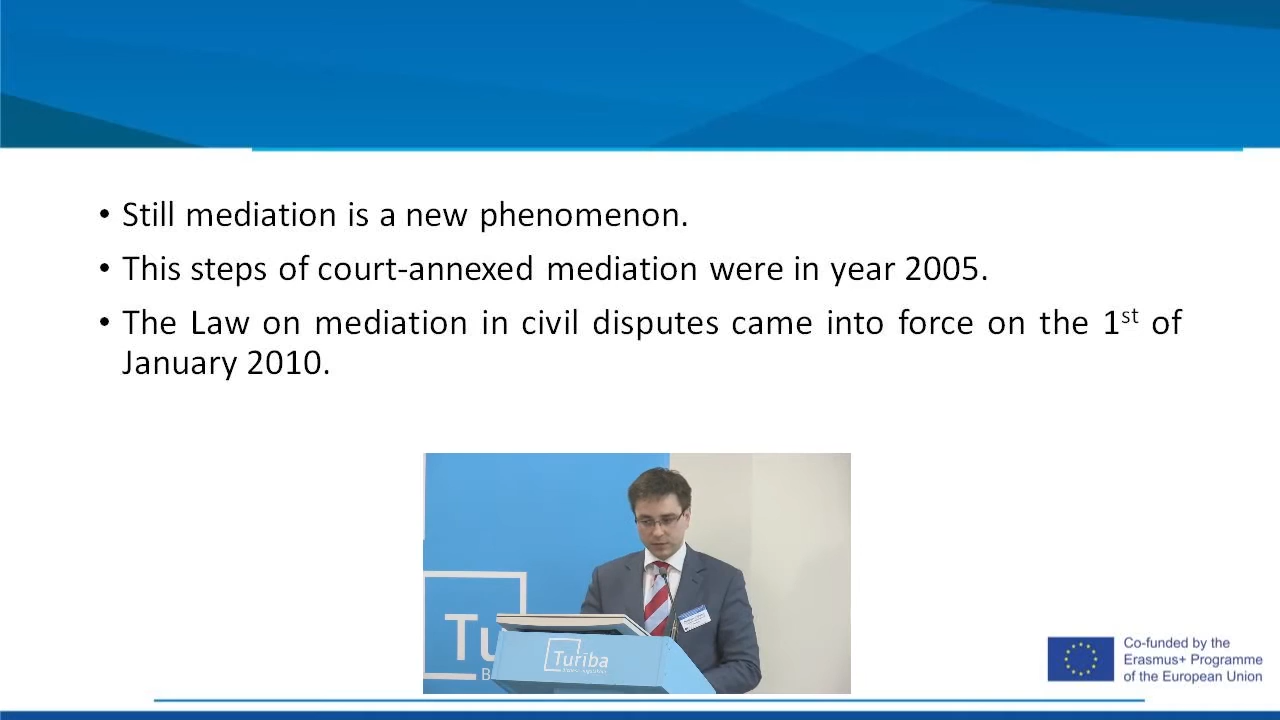 • Still mediation is a new phenomenon.
• This steps of court-annexed mediation were in year 2005.
• The Law on mediation in civil disputes came into force on the 1st of
January 2010.
Tu
B
Turiba
Co-funded by the
Erasmus+ Programme
of the European Union